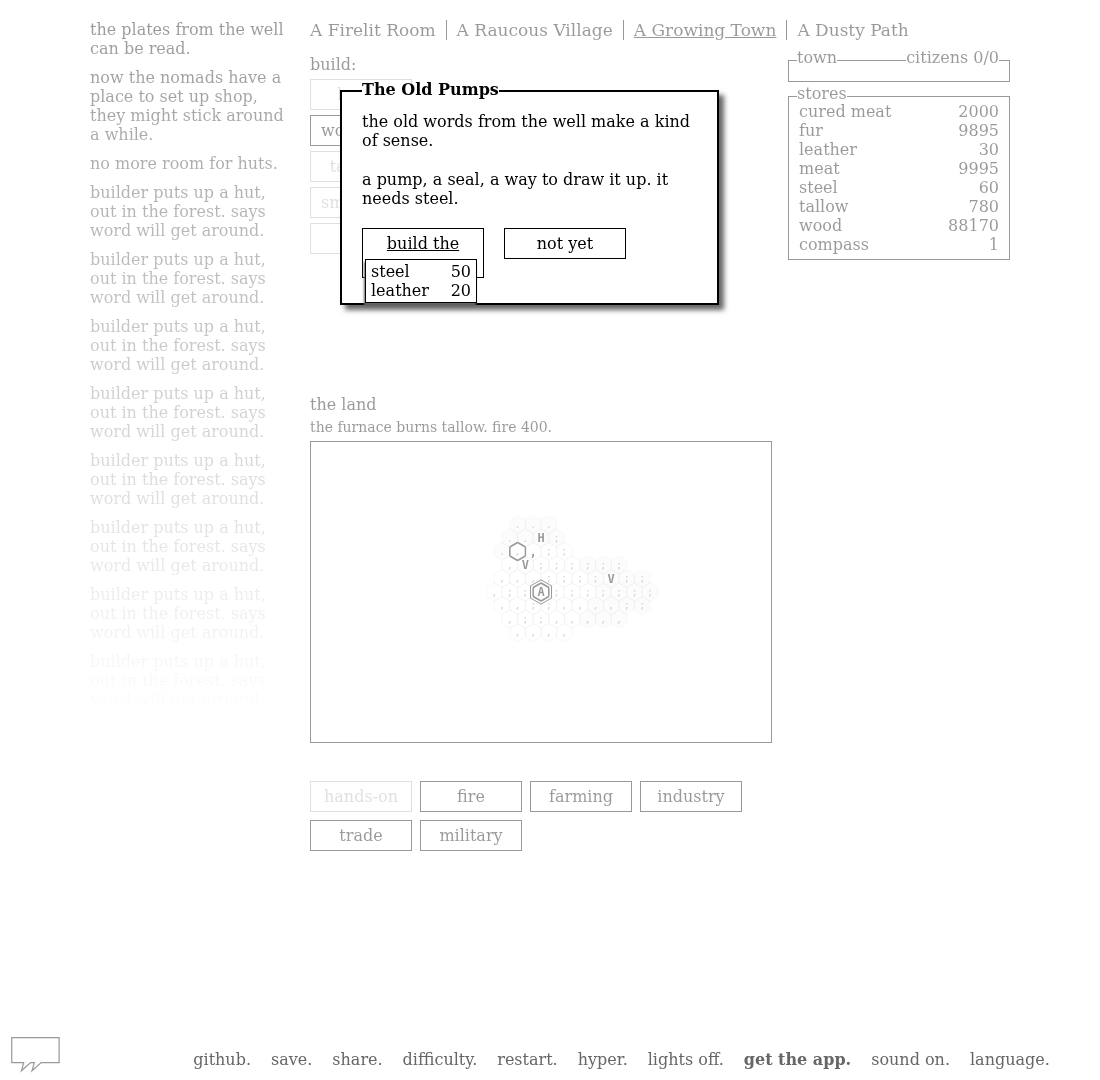 the plates from the well
can be read.
now the nomads have a
place to set up shop,
they might stick around
a while.
no more room for huts.
builder puts up a hut,
out in the forest. says
word will get around.
builder puts up a hut,
out in the forest. says
word will get around.
builder puts up a hut,
out in the forest. says
word will get around.
builder puts up a hut,
out in the forest. says
word will get around.
builder puts up a hut,
out in the forest. says
word will get around.
builder puts up a hut,
out in the forest. says
word will get around.
builder puts up a hut,
out in the forest. says
word will get around.
builder puts up a hut,
out in the forest. says
word will get around.
A Firelit Room
A Raucous Village
A Growing Town
A Dusty Path
build:
The Old Pumps
the old words from the well make a kind
of sense.
a pump, a seal, a way to draw it up. it
needs steel.
build the
not yet
steel 50
leather 20
town citizens 0/0
stores
cured meat 2000
fur 9895
leather 30
meat 9995
steel 60
tallow 780
wood 88170
compass 1
the land
the furnace burns tallow. fire 400.
H
V
V
A
hands-on
fire
farming
industry
trade
military
github. save. share. difficulty. restart. hyper. lights off. get the app. sound on. language.